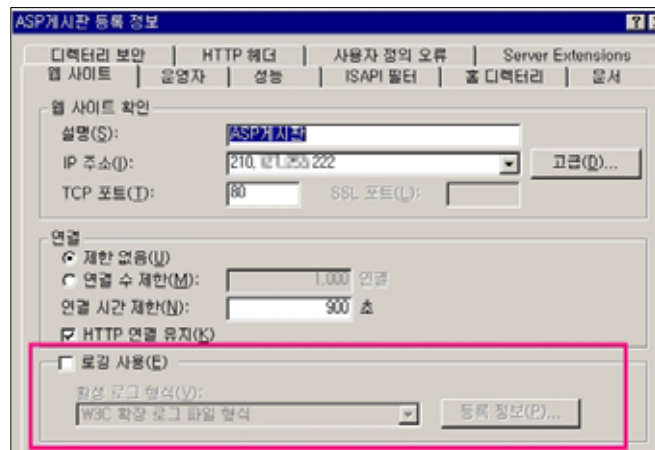 ASP게시판 등록 정보
디렉터리 보안 HTTP 헤더 사용자 정의 오류 Server Extensions
웹 사이트 운영자 성능 ISAPI 필터 홈 디렉터리 문서
웹 사이트 확인
설명(S): ASP게시판
IP 주소(I): 210. 222 고급(D)...
TCP 포트(T): 80 SSL 포트(L):
연결
제한 없음(U)
연결 수 제한(M): 1,000 연결
연결 시간 제한(N): 900 초
HTTP 연결 유지(K)
로깅 사용(E)
활성 로그 형식(V):
W3C 확장 로그 파일 형식 등록 정보(P)...